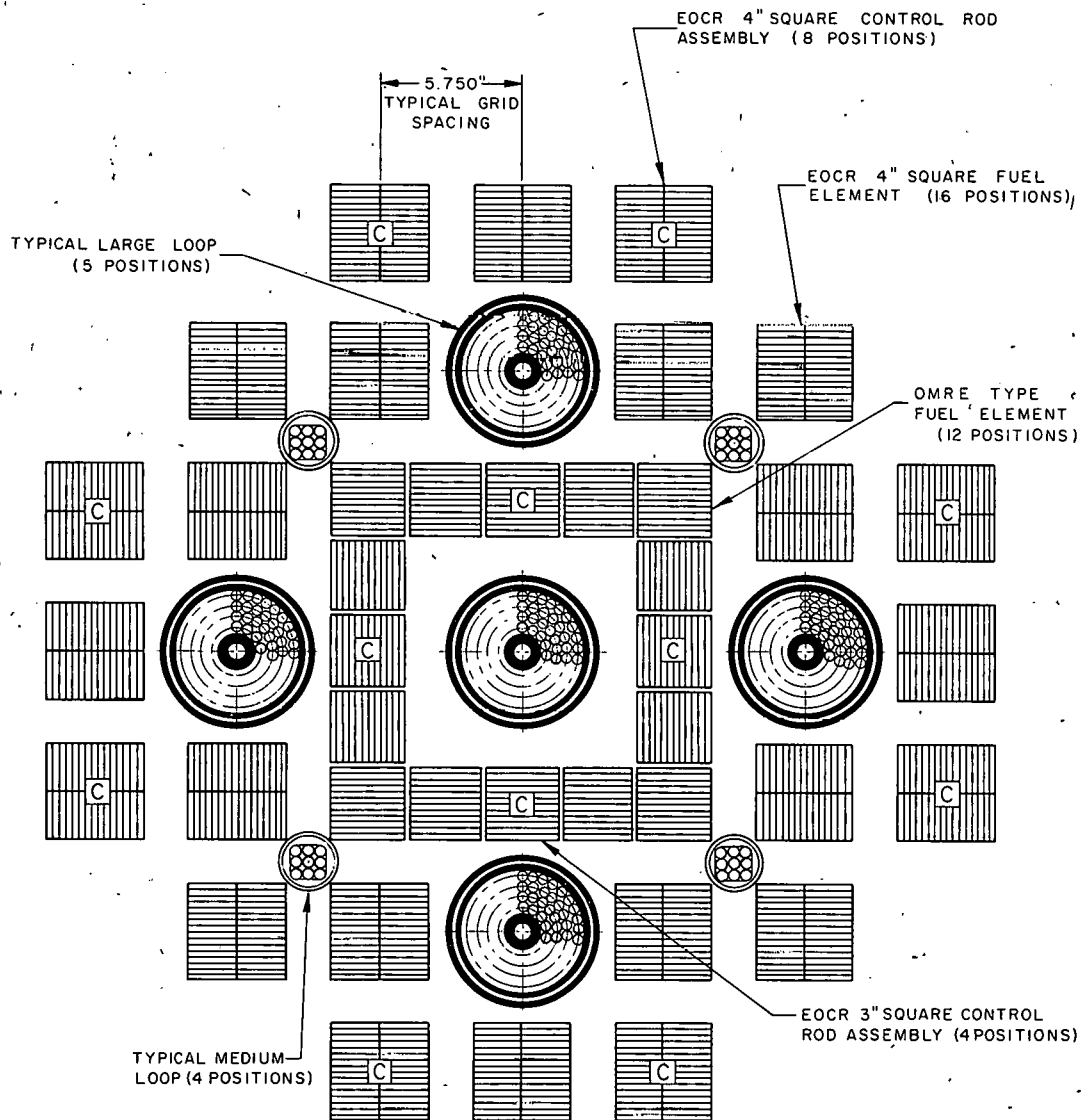 EOCR 4" SQUARE CONTROL ROD
ASSEMBLY (8 POSITIONS)
5.750"
TYPICAL GRID
SPACING
EOCR 4" SQUARE FUEL
ELEMENT (16 POSITIONS)
TYPICAL LARGE LOOP
(5 POSITIONS)
C
C
OMRE TYPE
FUEL ELEMENT
(12 POSITIONS)
C
C
C
C
C
C
C
C
EOCR 3" SQUARE CONTROL
ROD ASSEMBLY (4 POSITIONS)
TYPICAL MEDIUM
LOOP (4 POSITIONS)
C
C